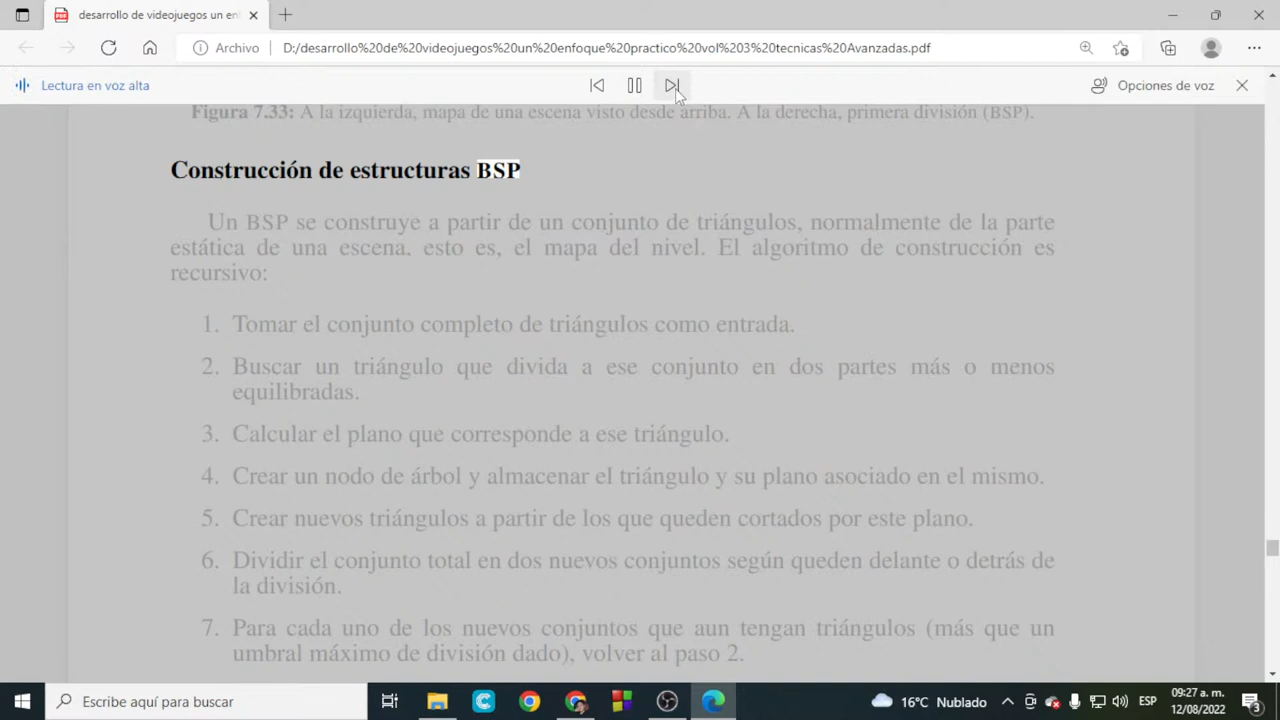 desarrollo de videojuegos un en
Archivo D:/desarrollo%20de%20videojuegos%20un%20enfoque%20practico%20vol%203%20tecnicas%20Avanzadas.pdf
Lectura en voz alta
Opciones de voz
Figura 7.33: A la izquierda, mapa de una escena visto desde arriba. A la derecha, primera división (BSP).
Construcción de estructuras BSP
Un BSP se construye a partir de un conjunto de triángulos, normalmente de la parte
estática de una escena, esto es, el mapa del nivel. El algoritmo de construcción es
recursivo:
1. Tomar el conjunto completo de triángulos como entrada.
2. Buscar un triángulo que divida a ese conjunto en dos partes más o menos
equilibradas.
3. Calcular el plano que corresponde a ese triángulo.
4. Crear un nodo de árbol y almacenar el triángulo y su plano asociado en el mismo.
5. Crear nuevos triángulos a partir de los que queden cortados por este plano.
6. Dividir el conjunto total en dos nuevos conjuntos según queden delante o detrás de
la división.
7. Para cada uno de los nuevos conjuntos que aun tengan triángulos (más que un
umbral máximo de división dado), volver al paso 2.
Escribe aquí para buscar
16°C Nublado
ESP
09:27 a. m.
12/08/2022
3